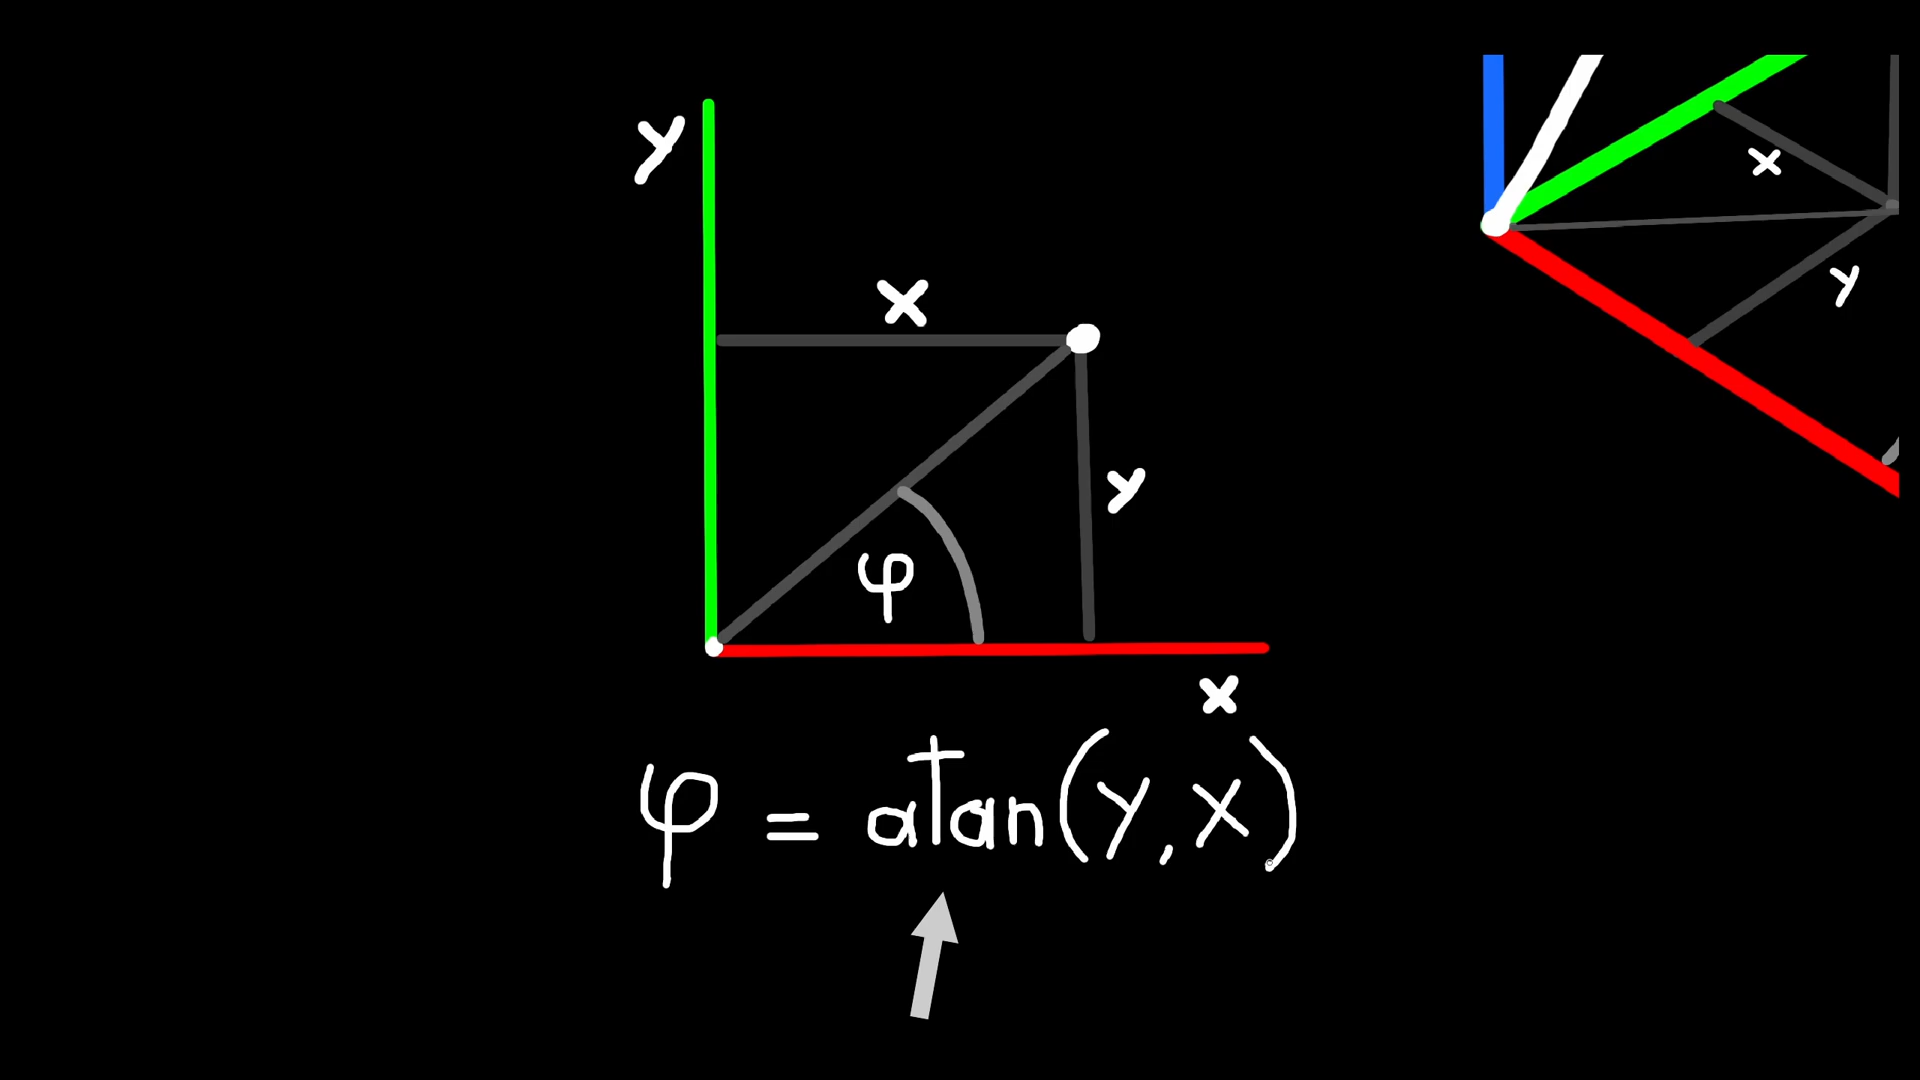 y
x
x
y
y
φ
x
φ = atan(y, x)